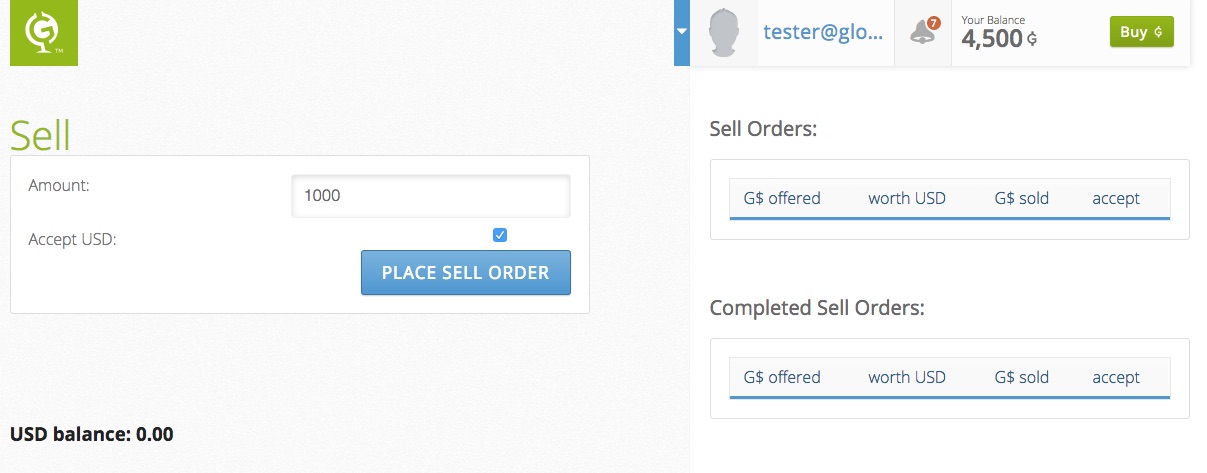 G
TM
tester@glo...
7
Your Balance
4,500 ₲
Buy ₲
Sell
Amount:
1000
Accept USD:
PLACE SELL ORDER
USD balance: 0.00
Sell Orders:
G$ offered worth USD G$ sold accept
Completed Sell Orders:
G$ offered worth USD G$ sold accept